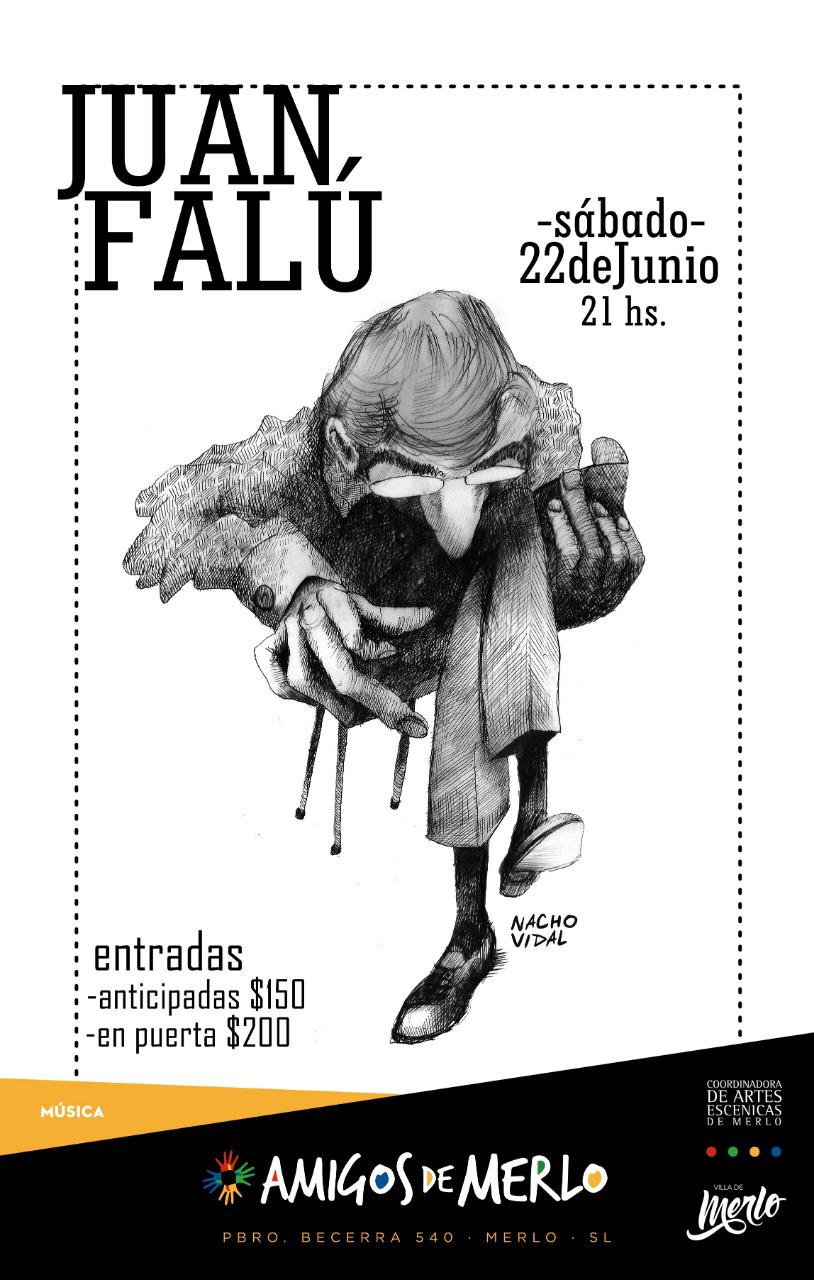 JUAN
FALÚ
-sábado-
22deJunio
21 hs.
NACHO
VIDAL
entradas
-anticipadas $150
-en puerta $200
MÚSICA
COORDINADORA
DE ARTES
ESCENICAS
DE MERLO
AMIGOS DE MERLO
VILLA DE
Merlo
PBRO. BECERRA 540 · MERLO · SL